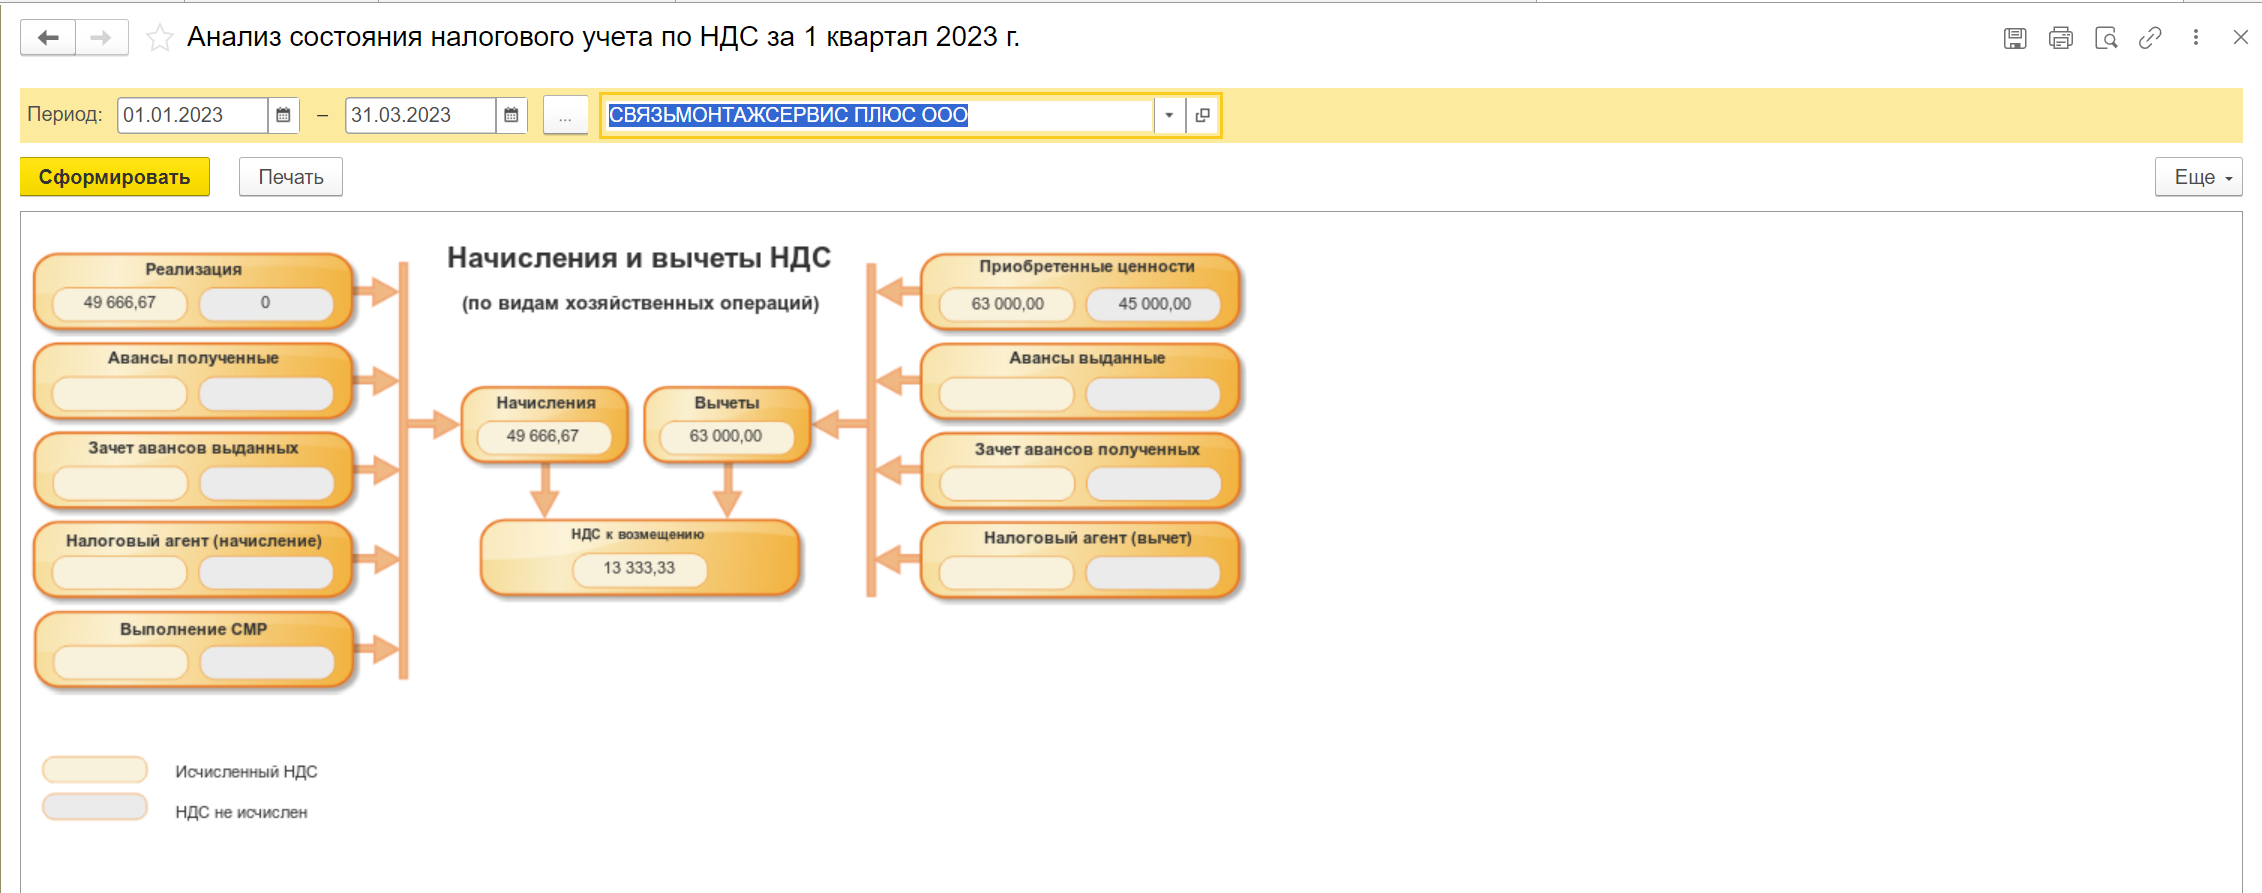 Анализ состояния налогового учета по НДС за 1 квартал 2023 г.
Период: 01.01.2023 – 31.03.2023 ... СВЯЗЬМОНТАЖСЕРВИС ПЛЮС ООО
Сформировать Печать Еще
Начисления и вычеты НДС
(по видам хозяйственных операций)
Реализация
49 666,67 0
Авансы полученные
Зачет авансов выданных
Налоговый агент (начисление)
Выполнение СМР
Начисления
49 666,67
Вычеты
63 000,00
НДС к возмещению
13 333,33
Приобретенные ценности
63 000,00 45 000,00
Авансы выданные
Зачет авансов полученных
Налоговый агент (вычет)
Исчисленный НДС
НДС не исчислен